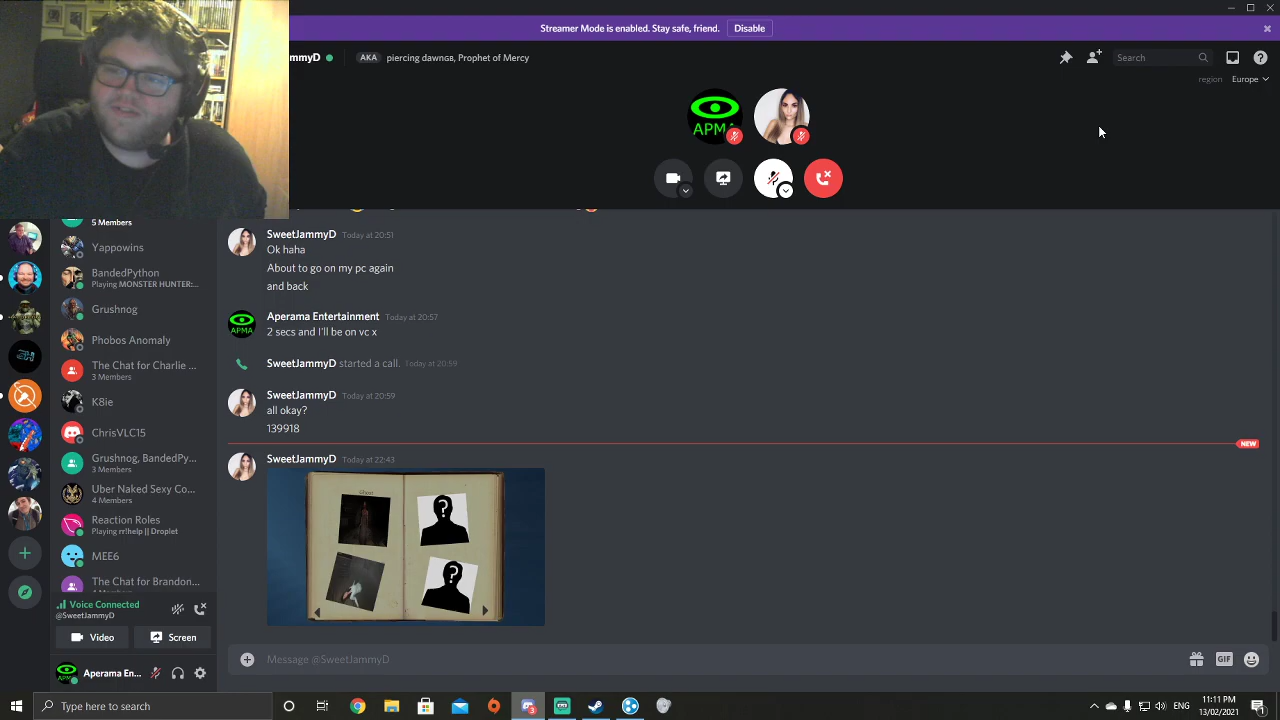 Streamer Mode is enabled. Stay safe, friend.
Disable
mmyD
AKA
piercing dawnɢʙ, Prophet of Mercy
Search
region
Europe
APMA
5 Members
Yappowins
BandedPython
Playing MONSTER HUNTER:...
Grushnog
Phobos Anomaly
The Chat for Charlie ...
3 Members
K8ie
ChrisVLC15
Grushnog, BandedPy...
3 Members
Uber Naked Sexy Co...
4 Members
Reaction Roles
Playing rr!help || Droplet
MEE6
The Chat for Brandon...
Voice Connected
@SweetJammyD
Video
Screen
Aperama En...
SweetJammyD
Today at 20:51
Ok haha
About to go on my pc again
and back
Aperama Entertainment
Today at 20:57
APMA
2 secs and I'll be on vc x
SweetJammyD started a call.
Today at 20:59
SweetJammyD
Today at 20:59
all okay?
139918
NEW
SweetJammyD
Today at 22:43
Ghost
?
?
Message @SweetJammyD
GIF
Type here to search
3
11:11 PM
13/02/2021